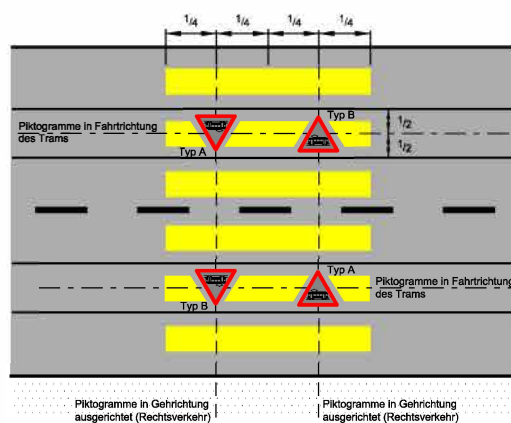 1/4 1/4 1/4 1/4
Typ B
Piktogramme in Fahrtrichtung
des Trams
1/2
1/2
Typ A
Typ A
Piktogramme in Fahrtrichtung
des Trams
Typ B
Piktogramme in Gehrichtung
ausgerichtet (Rechtsverkehr)
Piktogramme in Gehrichtung
ausgerichtet (Rechtsverkehr)